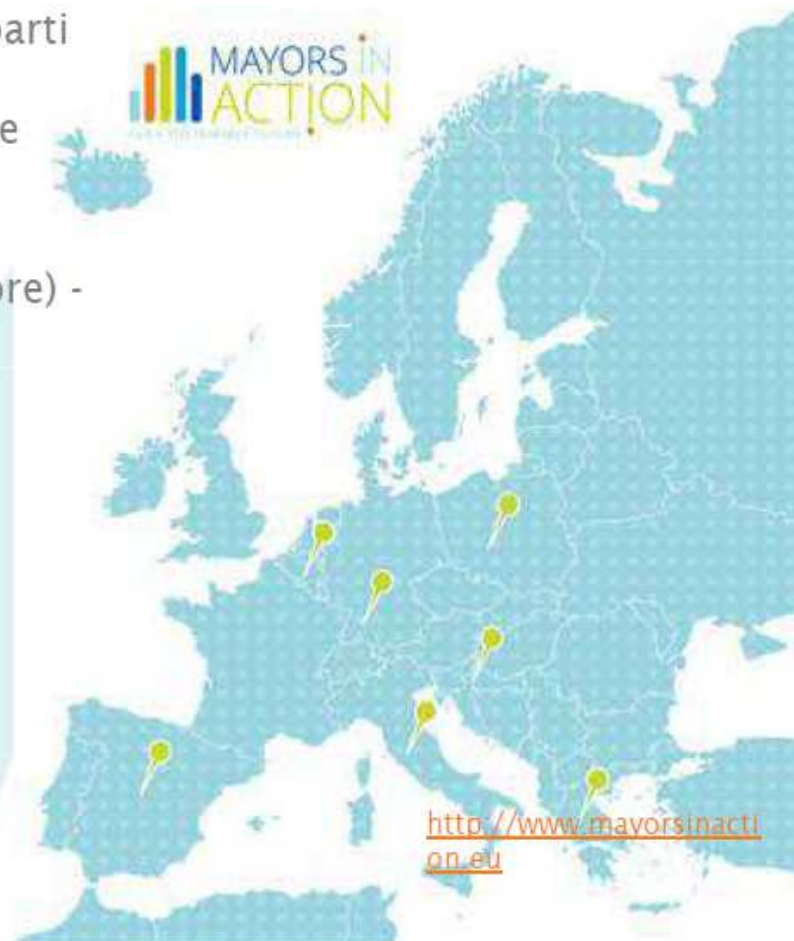 parti
e
ore) -
MAYORS IN
ACTION
http://www.mayorsinacti
on.eu